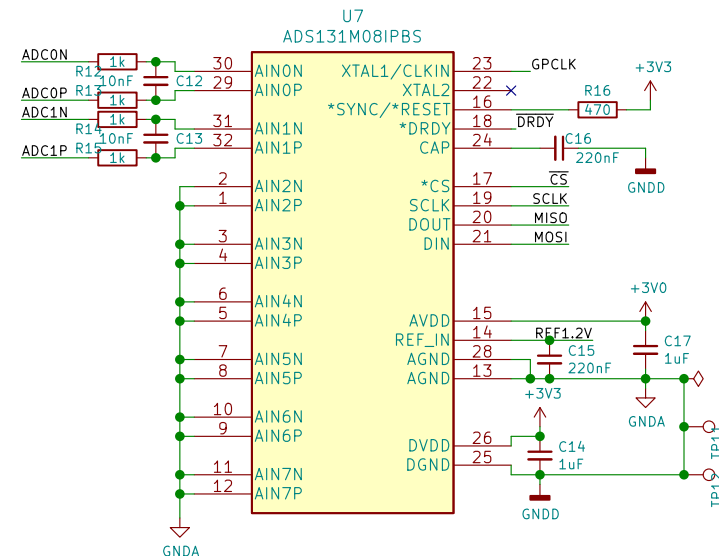 U7
ADS131M08IPBS
ADC0N
R12
1k
10nF
C12
ADC0P
R13
1k
ADC1N
R14
1k
10nF
C13
ADC1P
R15
1k
30 AIN0N
29 AIN0P
31 AIN1N
32 AIN1P
2 AIN2N
1 AIN2P
3 AIN3N
4 AIN3P
6 AIN4N
5 AIN4P
7 AIN5N
8 AIN5P
10 AIN6N
9 AIN6P
11 AIN7N
12 AIN7P
GNDA
XTAL1/CLKIN 23 GPCLK
XTAL2 22
*SYNC/*RESET 16
R16
470
+3V3
*DRDY 18 DRDY
CAP 24
C16
220nF
GNDD
*CS 17 CS
SCLK 19 SCLK
DOUT 20 MISO
DIN 21 MOSI
+3V0
AVDD 15
REF_IN 14 REF1.2V
AGND 28
AGND 13
C15
220nF
C17
1uF
GNDA
+3V3
DVDD 26
DGND 25
C14
1uF
GNDD
TP11
TP12